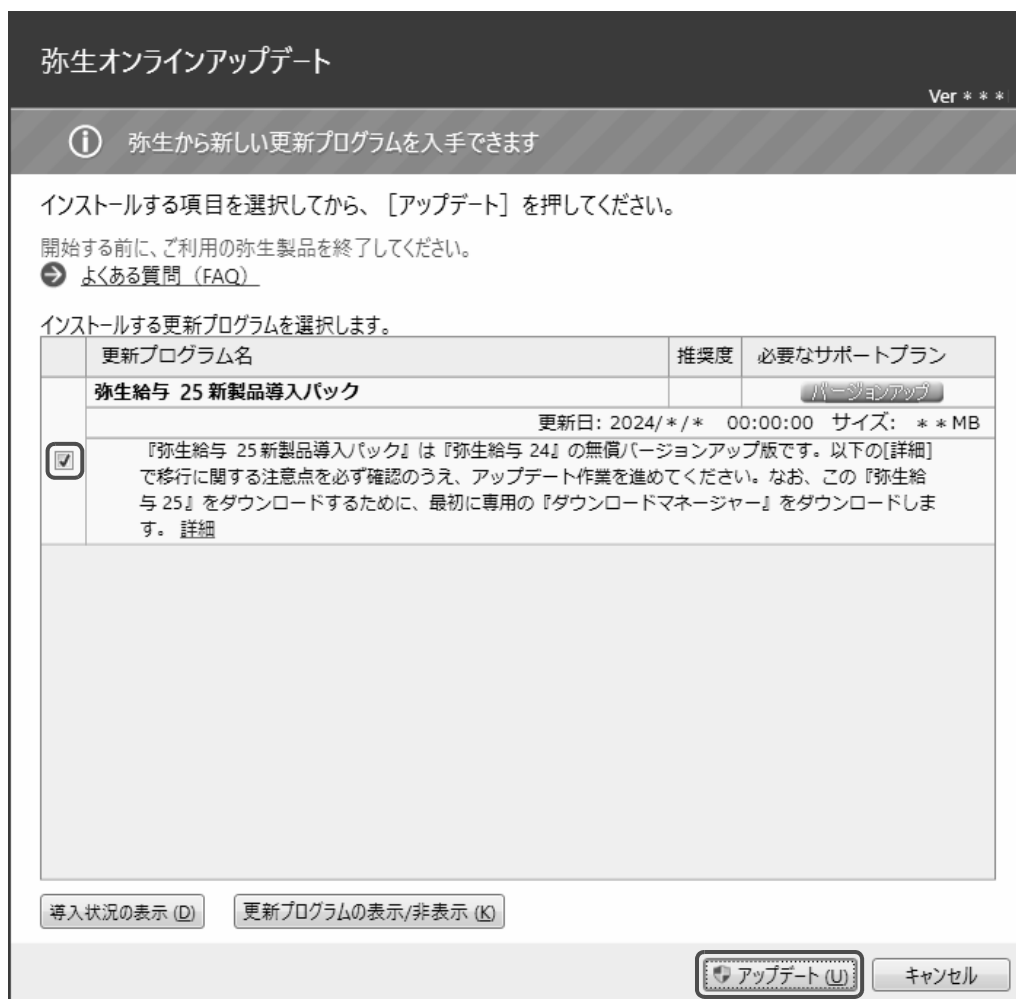 弥生オンラインアップデート
Ver * * *
弥生から新しい更新プログラムを入手できます
インストールする項目を選択してから、［アップデート］を押してください。
開始する前に、ご利用の弥生製品を終了してください。
よくある質問（FAQ）
インストールする更新プログラムを選択します。
更新プログラム名 推奨度 必要なサポートプラン
弥生給与 25 新製品導入パック バージョンアップ
更新日: 2024/*/* 00:00:00 サイズ: * * MB
『弥生給与 25 新製品導入パック』は『弥生給与 24』の無償バージョンアップ版です。以下の[詳細]
で移行に関する注意点を必ず確認のうえ、アップデート作業を進めてください。なお、この『弥生給
与 25』をダウンロードするために、最初に専用の『ダウンロードマネージャー』をダウンロードしま
す。 詳細
導入状況の表示 (D) 更新プログラムの表示/非表示 (K)
アップデート (U) キャンセル